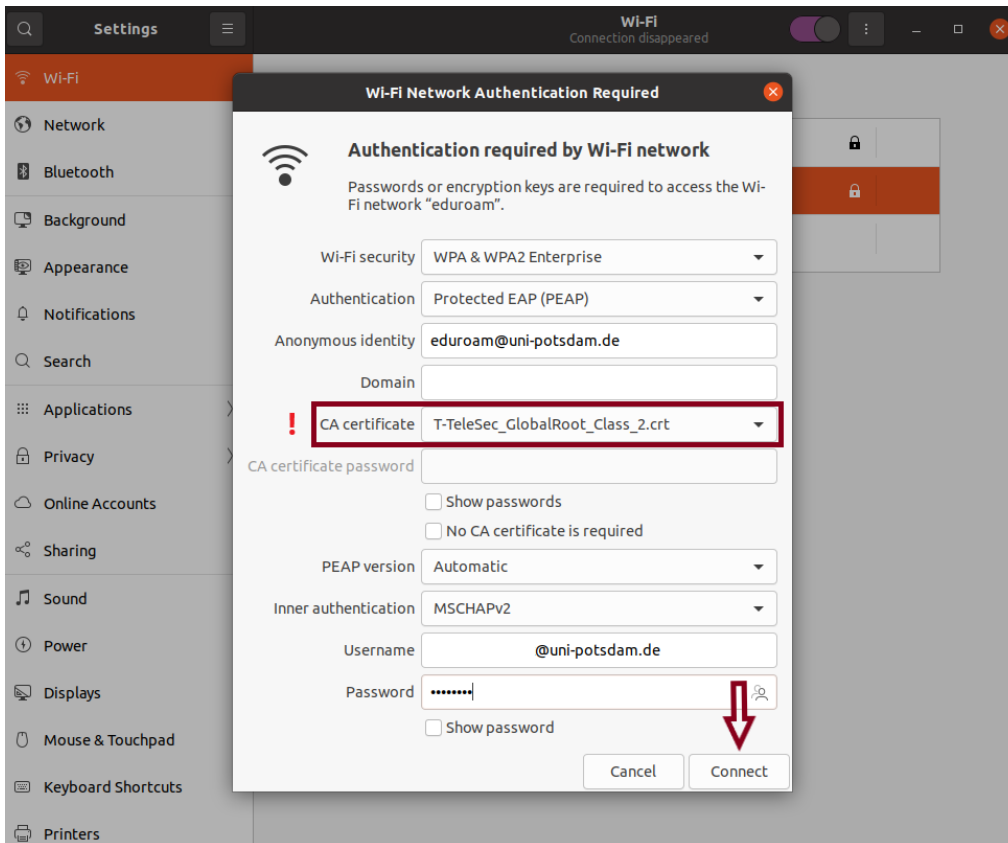 Settings
Wi-Fi
Connection disappeared
Wi-Fi
Network
Bluetooth
Background
Appearance
Notifications
Search
Applications
Privacy
Online Accounts
Sharing
Sound
Power
Displays
Mouse & Touchpad
Keyboard Shortcuts
Printers
Wi-Fi Network Authentication Required
Authentication required by Wi-Fi network
Passwords or encryption keys are required to access the Wi-
Fi network “eduroam”.
Wi-Fi security WPA & WPA2 Enterprise
Authentication Protected EAP (PEAP)
Anonymous identity eduroam@uni-potsdam.de
Domain
! CA certificate T-TeleSec_GlobalRoot_Class_2.crt
CA certificate password
Show passwords
No CA certificate is required
PEAP version Automatic
Inner authentication MSCHAPv2
Username @uni-potsdam.de
Password ••••••••
Show password
Cancel Connect